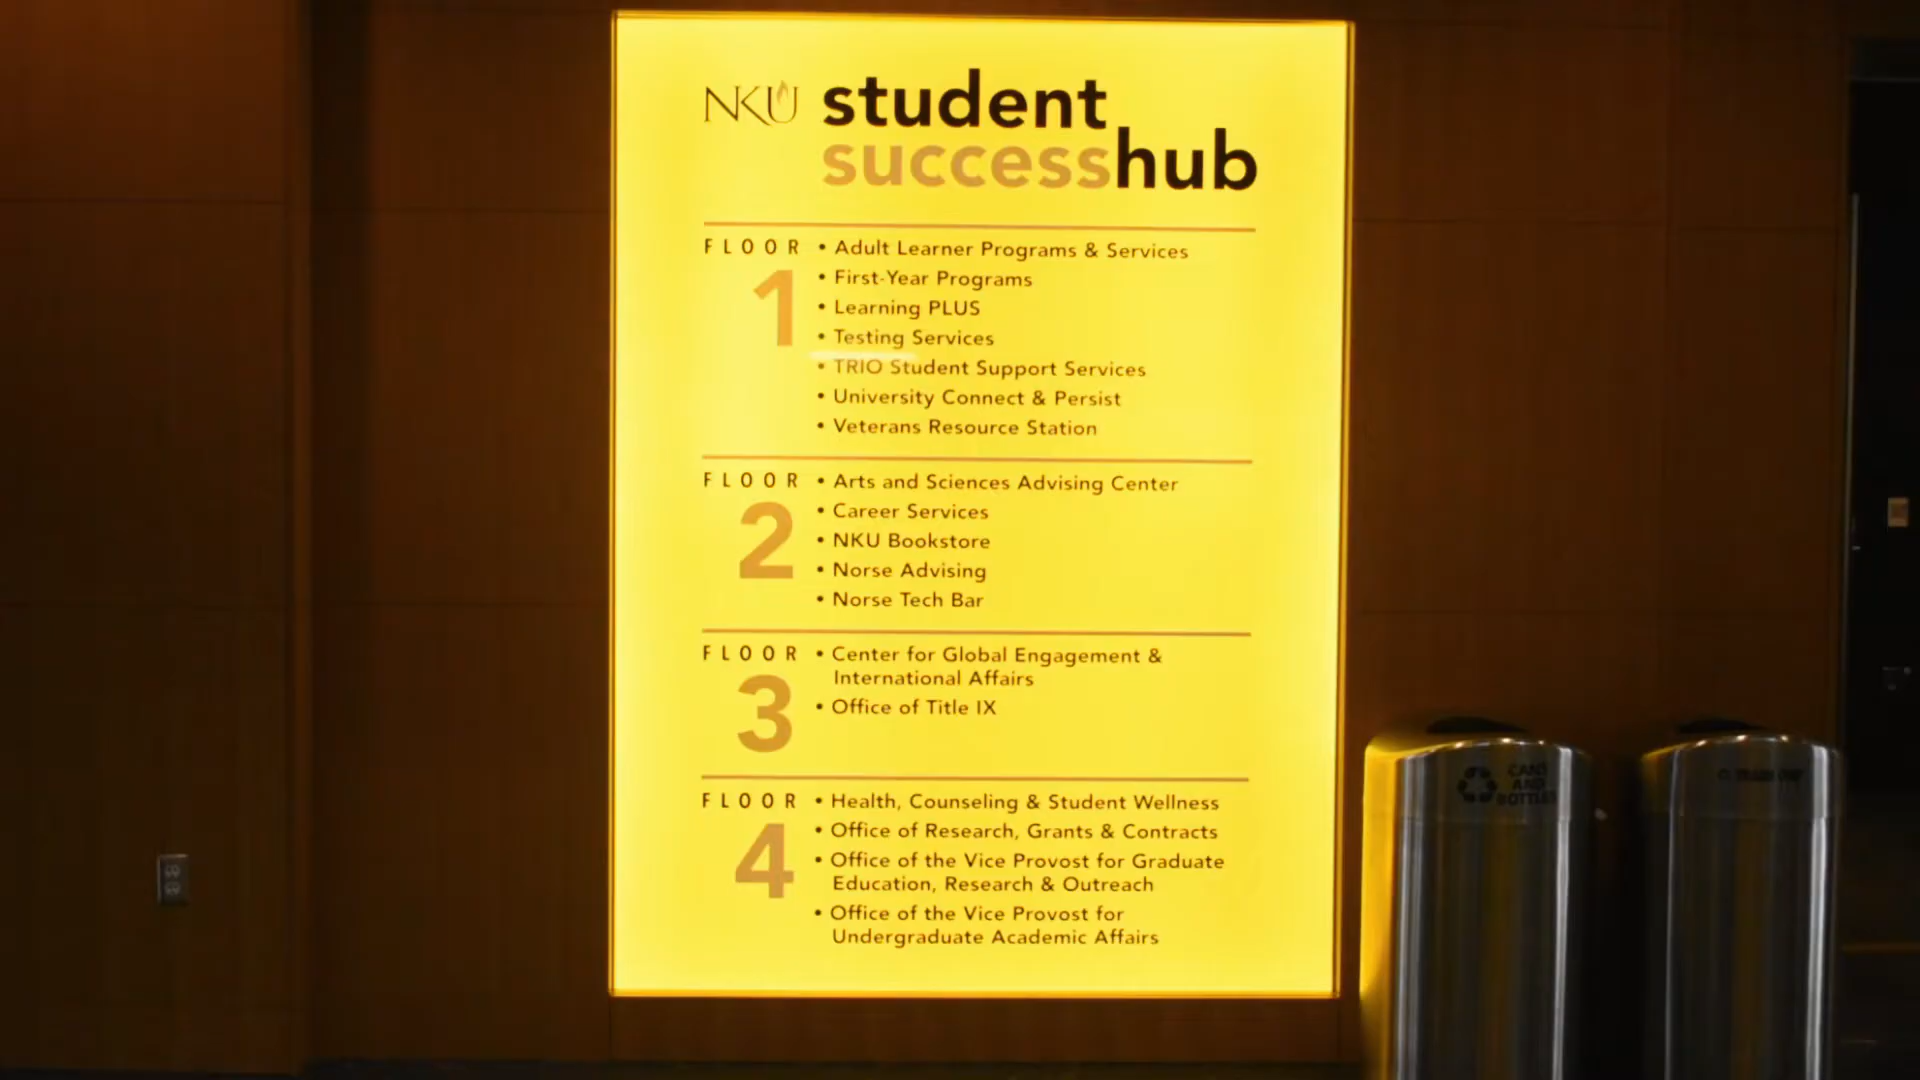 NKU student
successhub
FLOOR • Adult Learner Programs & Services
1
• First-Year Programs
• Learning PLUS
• Testing Services
• TRIO Student Support Services
• University Connect & Persist
• Veterans Resource Station
FLOOR • Arts and Sciences Advising Center
2
• Career Services
• NKU Bookstore
• Norse Advising
• Norse Tech Bar
FLOOR • Center for Global Engagement &
International Affairs
3
• Office of Title IX
FLOOR • Health, Counseling & Student Wellness
4
• Office of Research, Grants & Contracts
• Office of the Vice Provost for Graduate
Education, Research & Outreach
• Office of the Vice Provost for
Undergraduate Academic Affairs
CANS
AND
BOTTLES